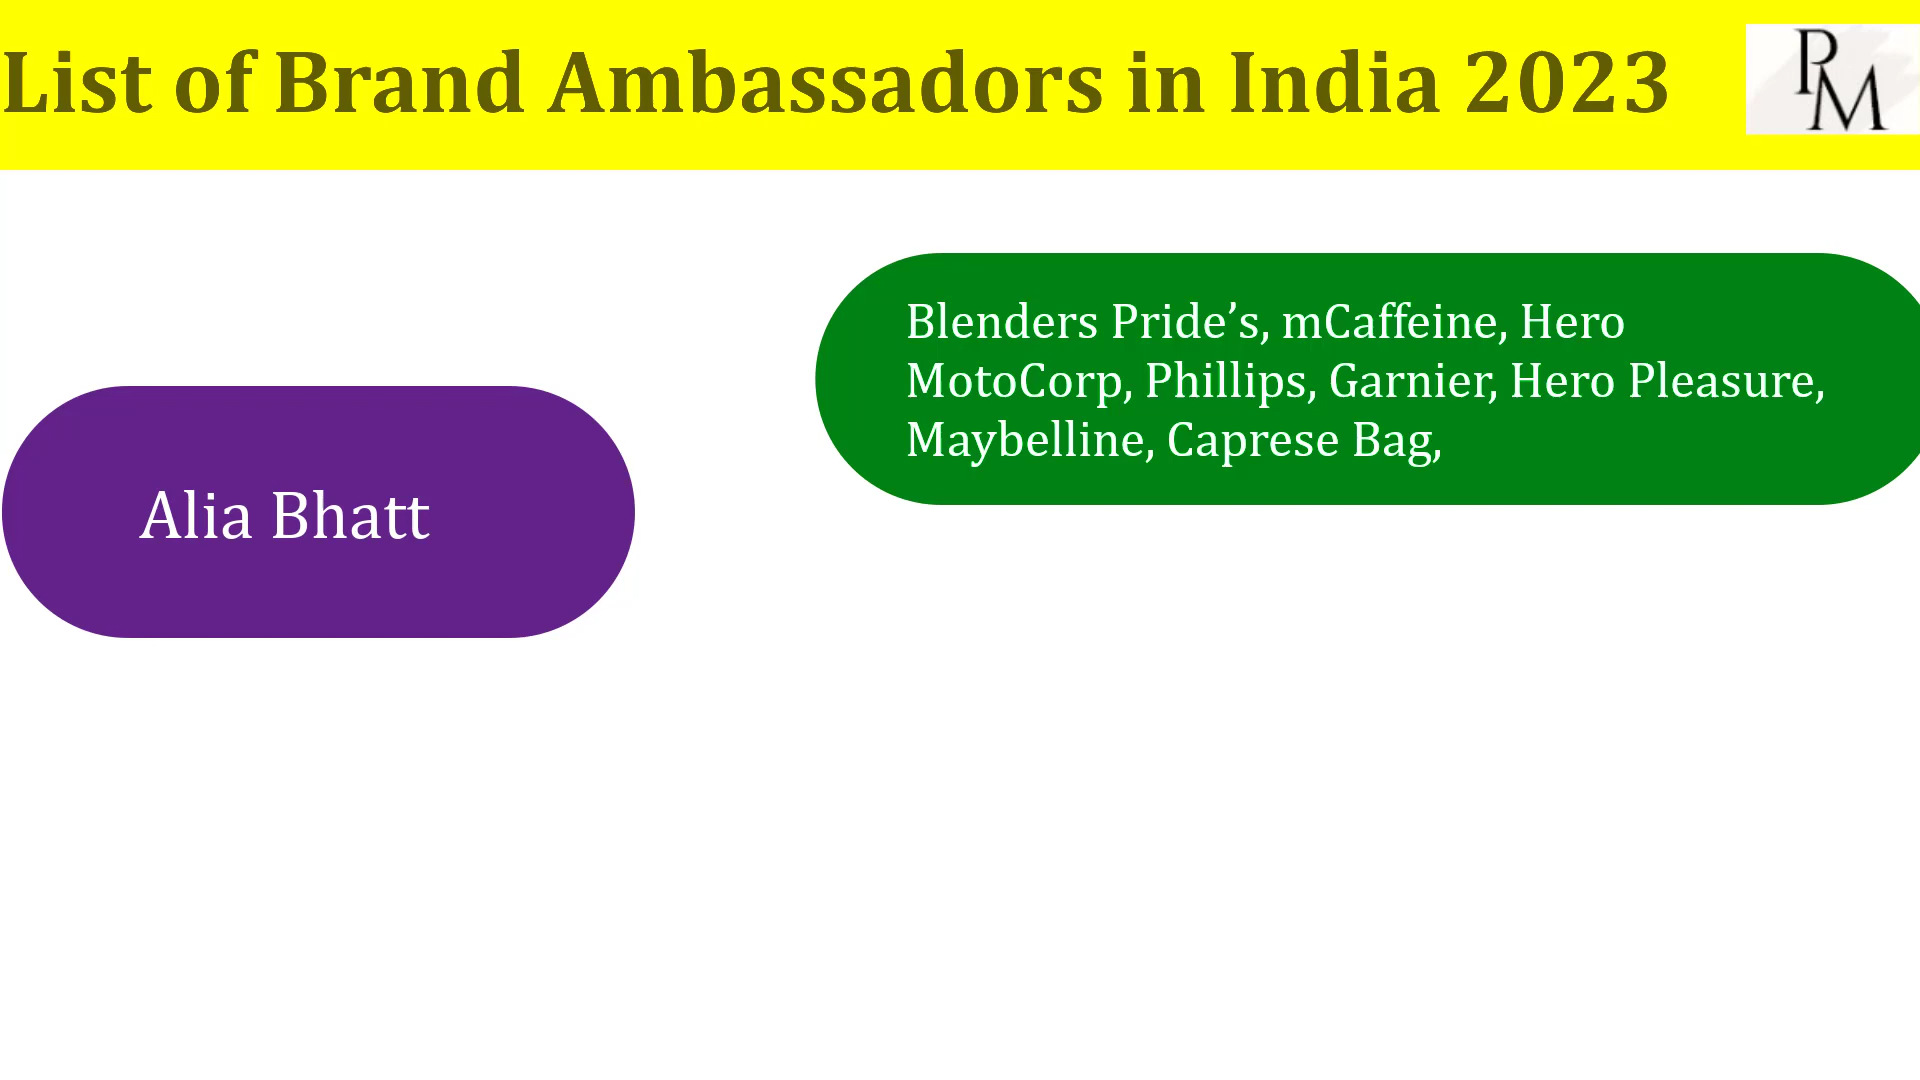 List of Brand Ambassadors in India 2023
PM
Blenders Pride’s, mCaffeine, Hero
MotoCorp, Phillips, Garnier, Hero Pleasure,
Maybelline, Caprese Bag,
Alia Bhatt